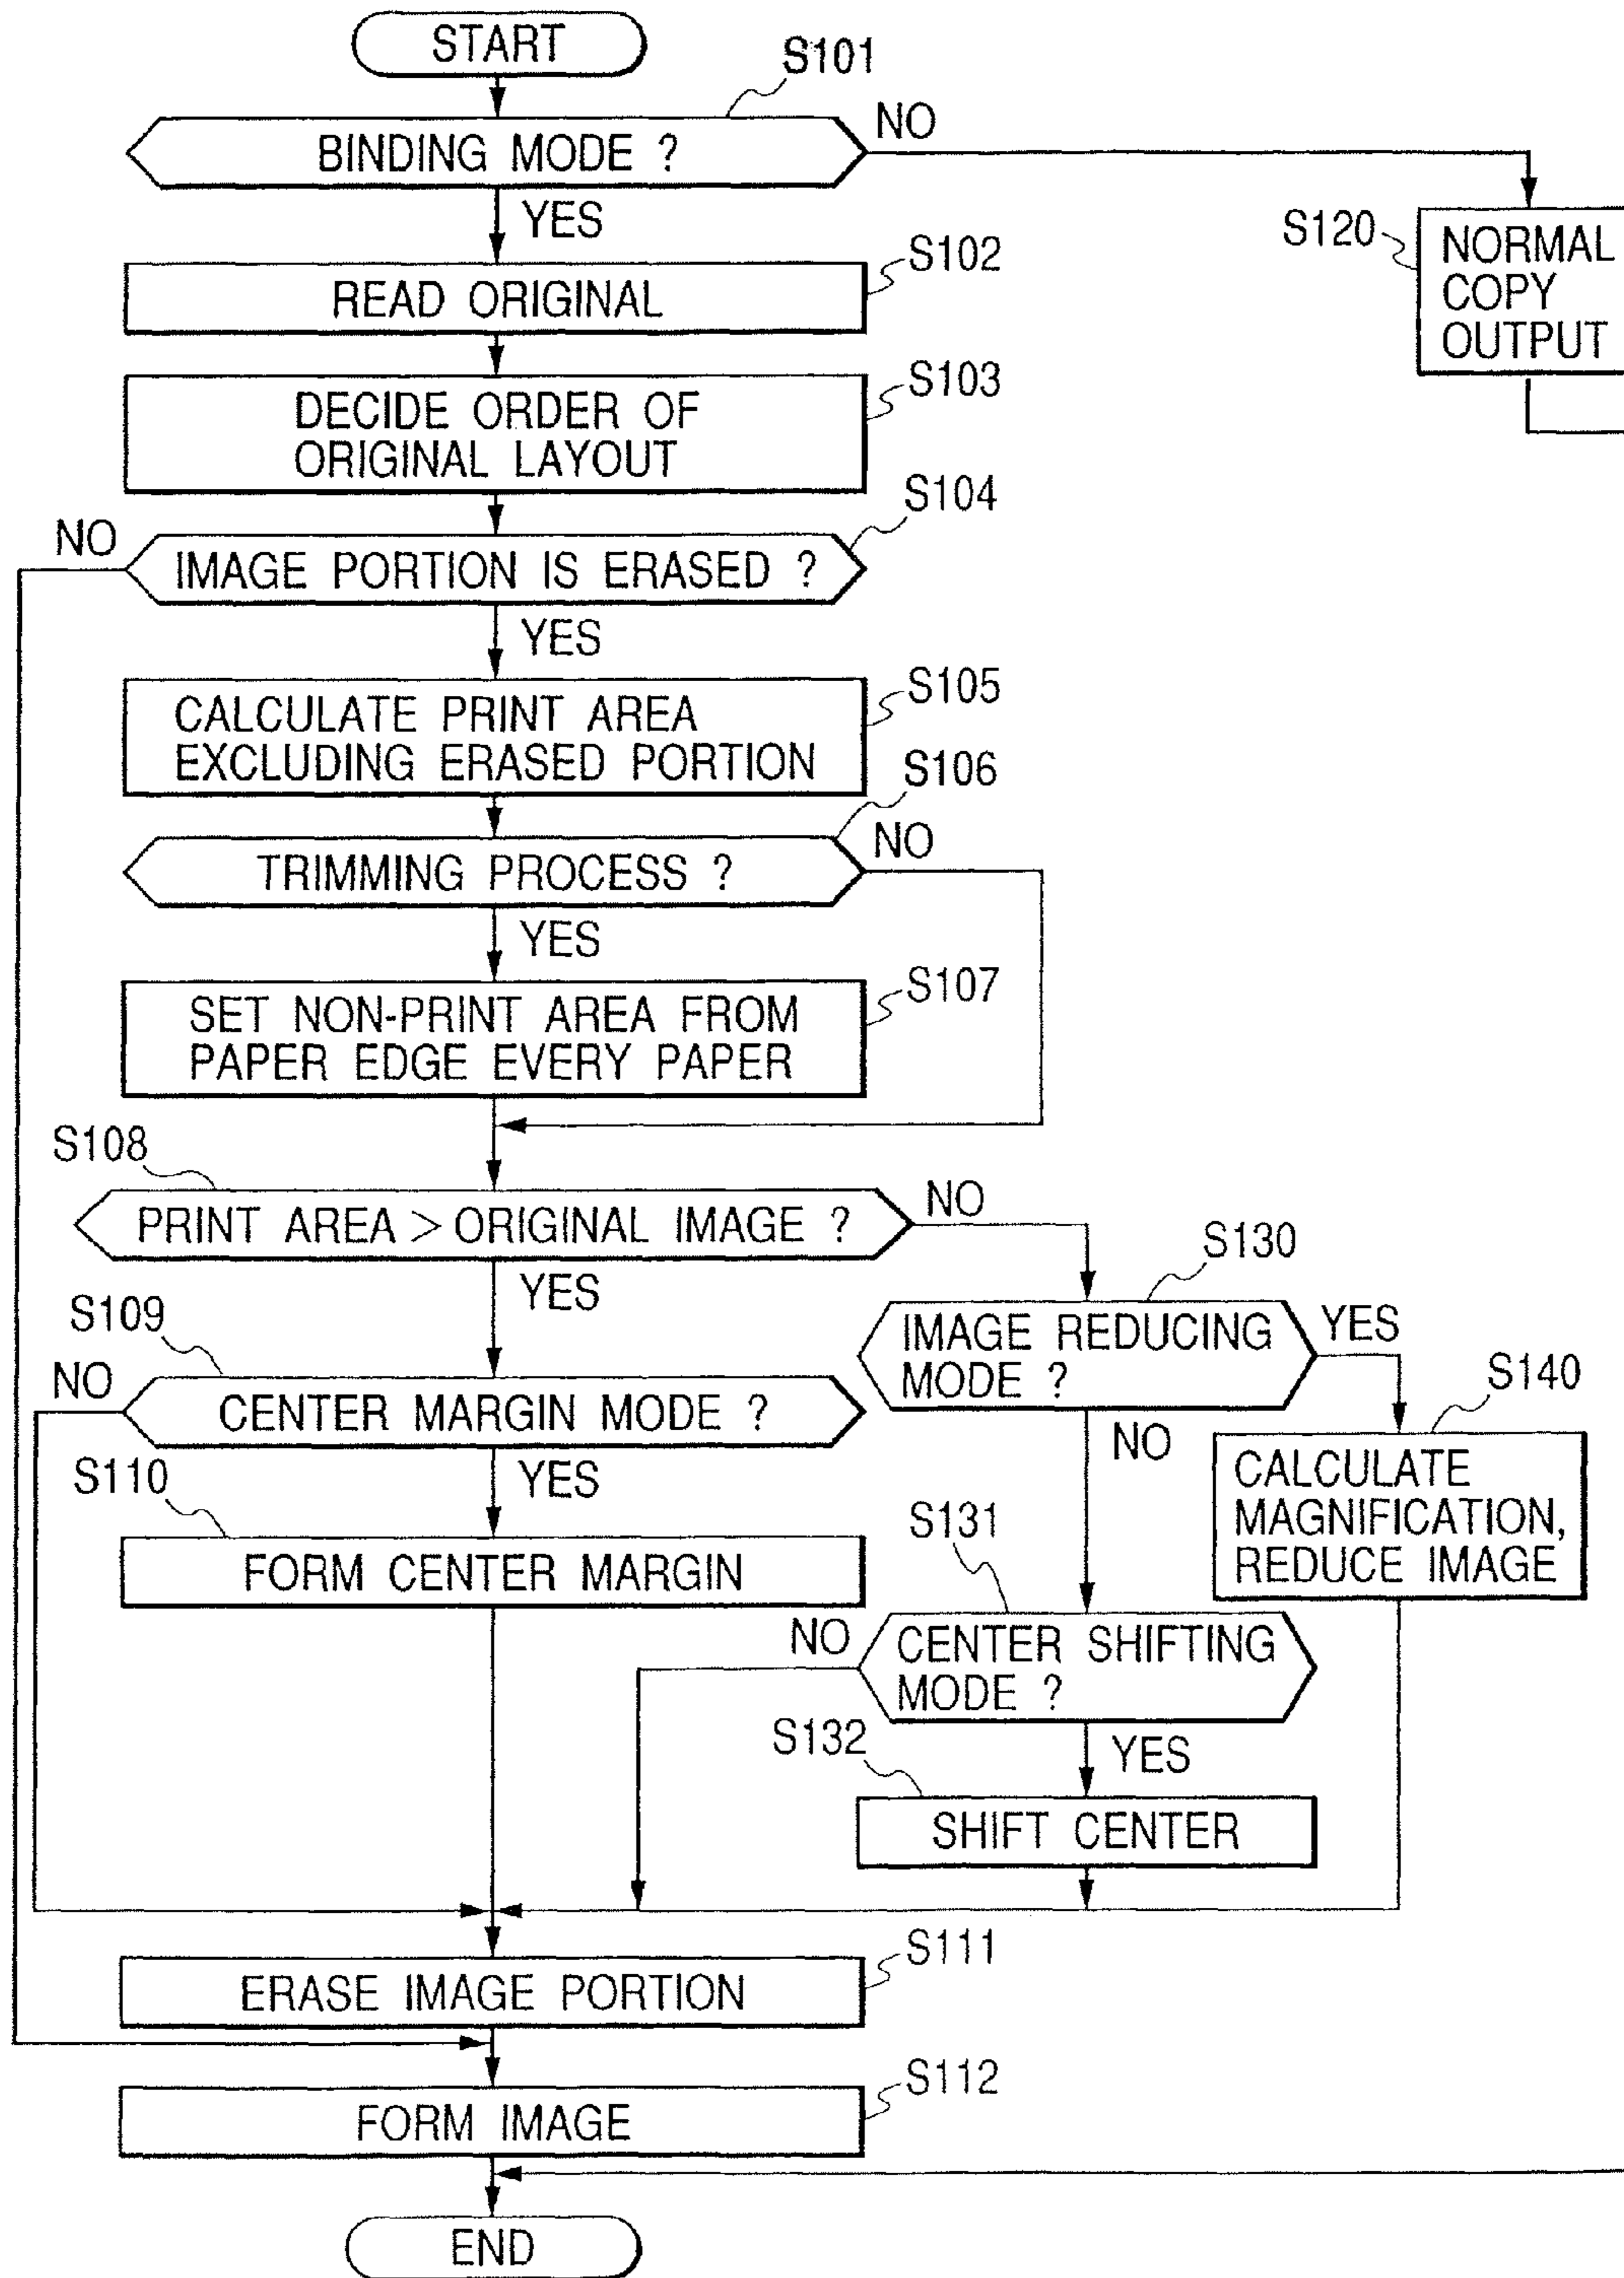 START
S101
BINDING MODE ?
NO
YES
S120
NORMAL
COPY
OUTPUT
S102
READ ORIGINAL
S103
DECIDE ORDER OF
ORIGINAL LAYOUT
S104
NO
IMAGE PORTION IS ERASED ?
YES
S105
CALCULATE PRINT AREA
EXCLUDING ERASED PORTION
S106
TRIMMING PROCESS ?
NO
YES
S107
SET NON-PRINT AREA FROM
PAPER EDGE EVERY PAPER
S108
PRINT AREA > ORIGINAL IMAGE ?
NO
YES
S130
IMAGE REDUCING
MODE ?
YES
NO
S109
NO
CENTER MARGIN MODE ?
YES
S140
CALCULATE
MAGNIFICATION,
REDUCE IMAGE
S110
FORM CENTER MARGIN
S131
NO
CENTER SHIFTING
MODE ?
YES
S132
SHIFT CENTER
S111
ERASE IMAGE PORTION
S112
FORM IMAGE
END